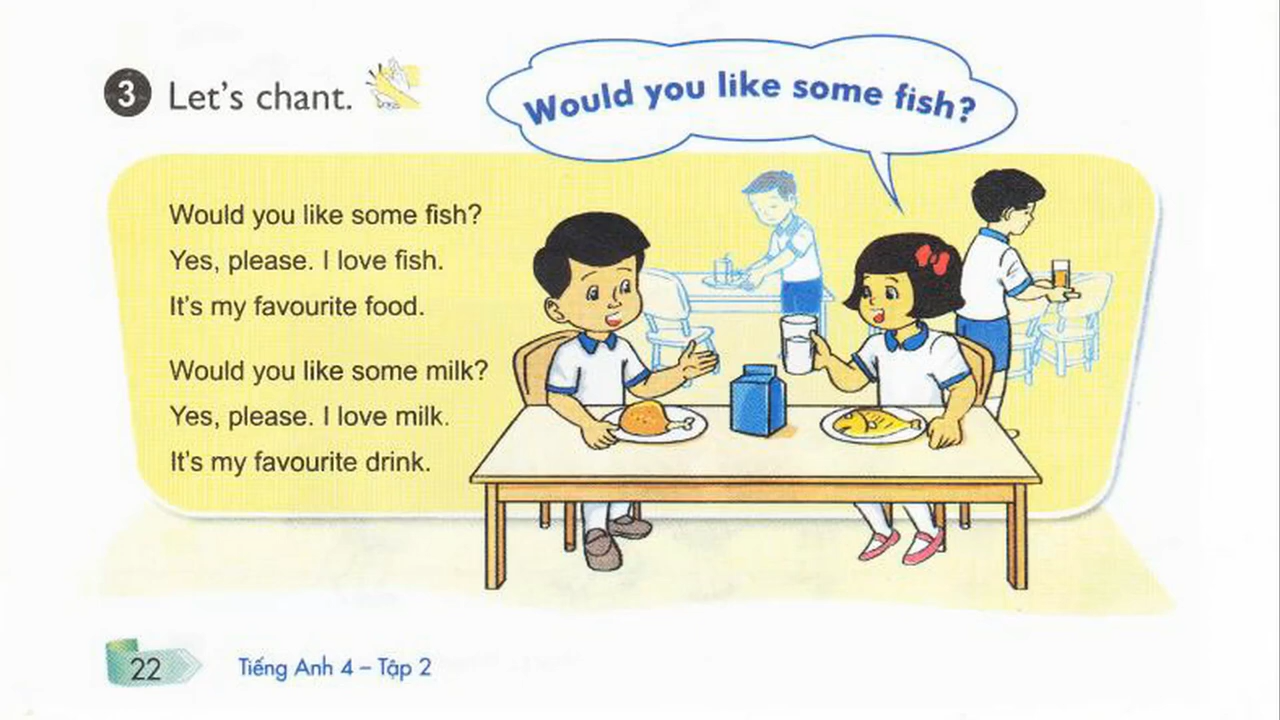 3 Let's chant.
Would you like some fish?
Would you like some fish?
Yes, please. I love fish.
It's my favourite food.
Would you like some milk?
Yes, please. I love milk.
It's my favourite drink.
22 Tiếng Anh 4 – Tập 2